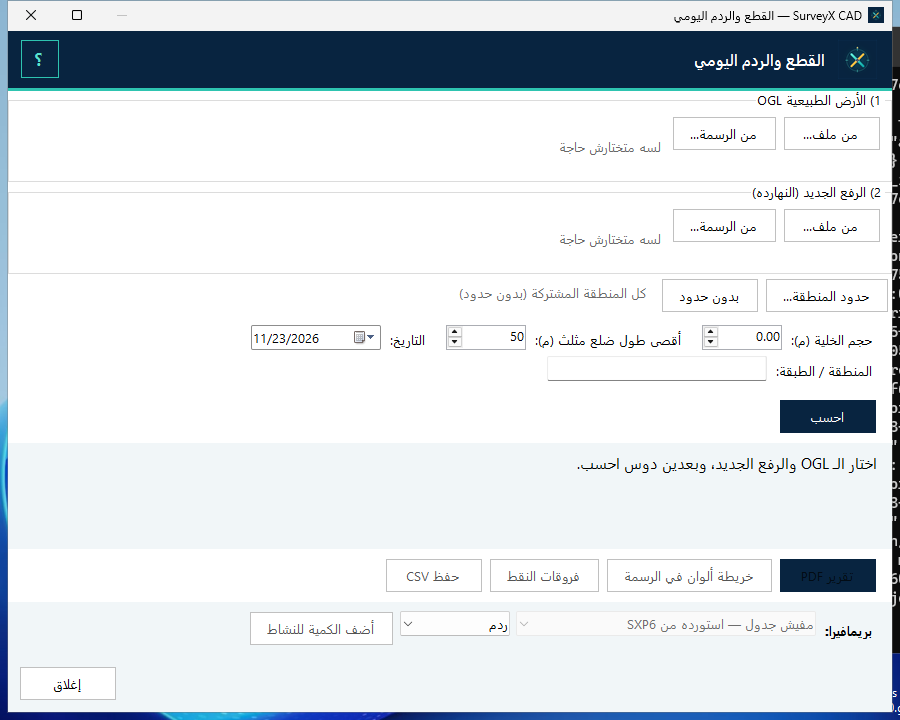 SurveyX CAD — القطع والردم اليومي
القطع والردم اليومي
؟
1) الأرض الطبيعية OGL
من ملف...
من الرسمة...
لسه متختارش حاجة
2) الرفع الجديد (النهارده)
من ملف...
من الرسمة...
لسه متختارش حاجة
حدود المنطقة...
بدون حدود
كل المنطقة المشتركة (بدون حدود)
حجم الخلية (م): 0.00
أقصى طول ضلع مثلث (م): 50
التاريخ: 11/23/2026
المنطقة / الطبقة:
احسب
اختار الـ OGL والرفع الجديد، وبعدين دوس احسب.
تقرير PDF
خريطة ألوان في الرسمة
فروقات النقط
حفظ CSV
بريمافيرا:
مفيش جدول — استورده من SXP6
ردم
أضف الكمية للنشاط
إغلاق